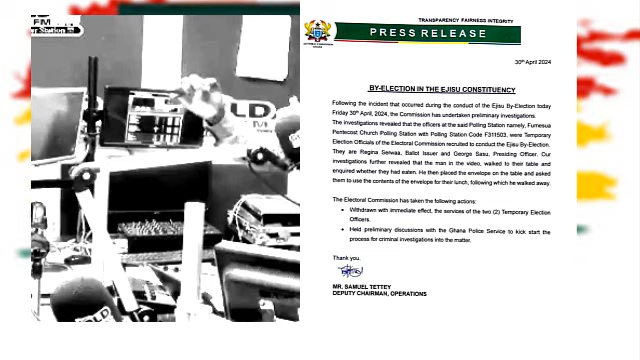 FM
er Station
OLD
FM
GOLD
TRANSPARENCY FAIRNESS INTEGRITY
PRESS RELEASE
30th April 2024
BY-ELECTION IN THE EJISU CONSTITUENCY
Following the incident that occurred during the conduct of the Ejisu By-Election today
Friday 30th April, 2024, the Commission has undertaken preliminary investigations.
The investigations revealed that the officers at the said Polling Station namely, Fumesua
Pentecost Church Polling Station with Polling Station Code F311503, were Temporary
Election Officials of the Electoral Commission recruited to conduct the Ejisu By-Election.
They are Regina Serwaa, Ballot Issuer and George Sasu, Presiding Officer. Our
investigations further revealed that the man in the video, walked to their table and
enquired whether they had eaten. He then placed the envelope on the table and asked
them to use the contents of the envelope for their lunch, following which he walked away.
The Electoral Commission has taken the following actions:
• Withdrawn with immediate effect, the services of the two (2) Temporary Election
Officers.
• Held preliminary discussions with the Ghana Police Service to kick start the
process for criminal investigations into the matter.
Thank you.
MR. SAMUEL TETTEY
DEPUTY CHAIRMAN, OPERATIONS